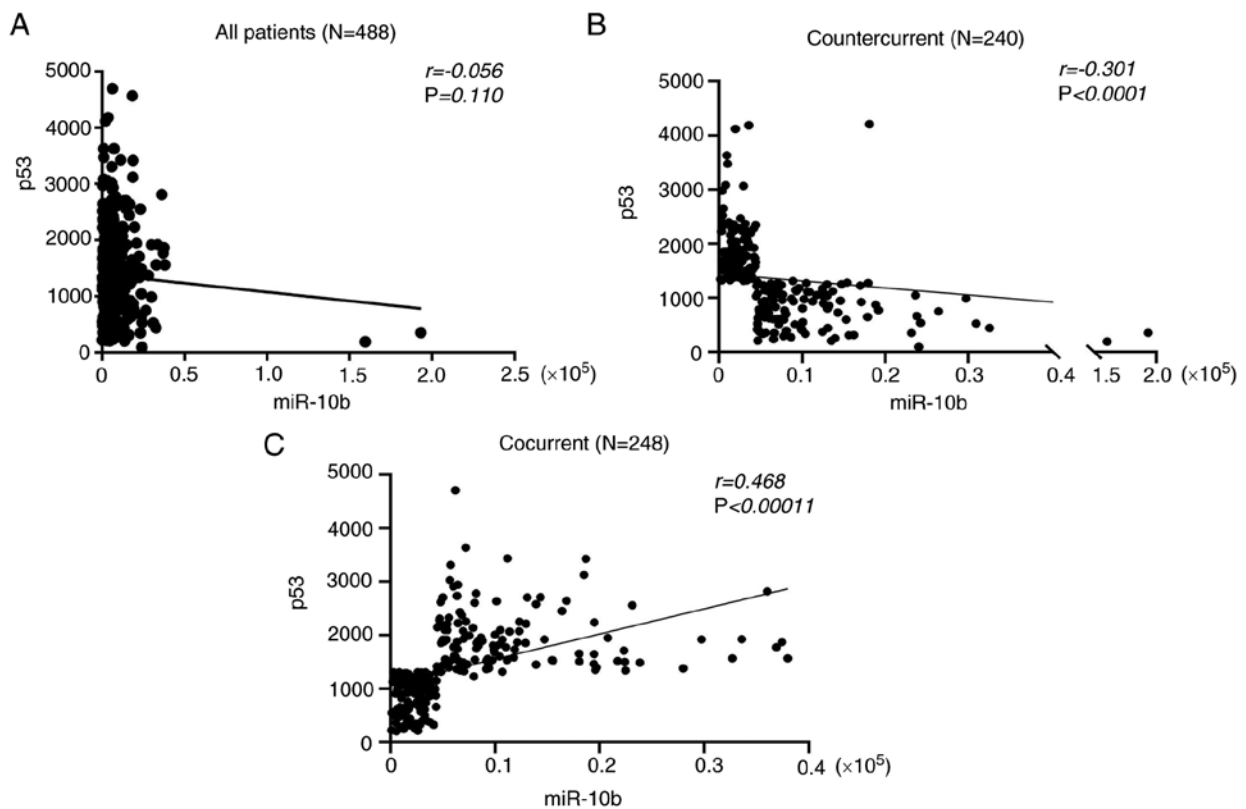 A
All patients (N=488)
r=-0.056
P=0.110
5000
4000
3000
2000
1000
0
p53
0
0.5
1.0
1.5
2.0
2.5
(×10⁵)
miR-10b
B
Countercurrent (N=240)
r=-0.301
P<0.0001
5000
4000
3000
2000
1000
0
p53
0
0.1
0.2
0.3
0.4
1.5
2.0
(×10⁵)
miR-10b
C
Cocurrent (N=248)
r=0.468
P<0.00011
5000
4000
3000
2000
1000
0
p53
0
0.1
0.2
0.3
0.4
(×10⁵)
miR-10b